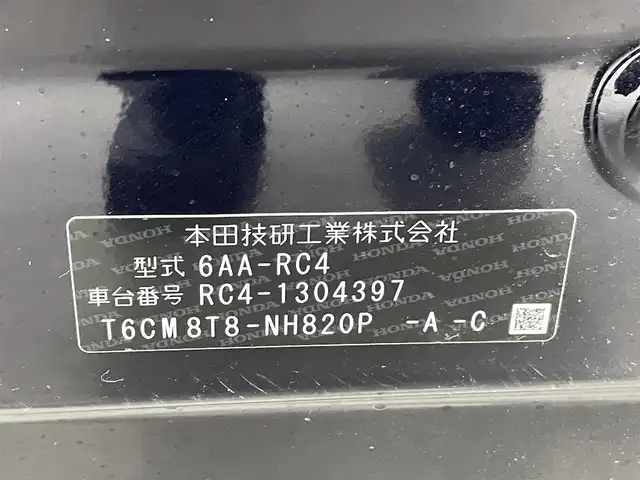 本田技研工業株式会社
型式 6AA-RC4
車台番号 RC4-1304397
T6CM8T8-NH820P -A -C